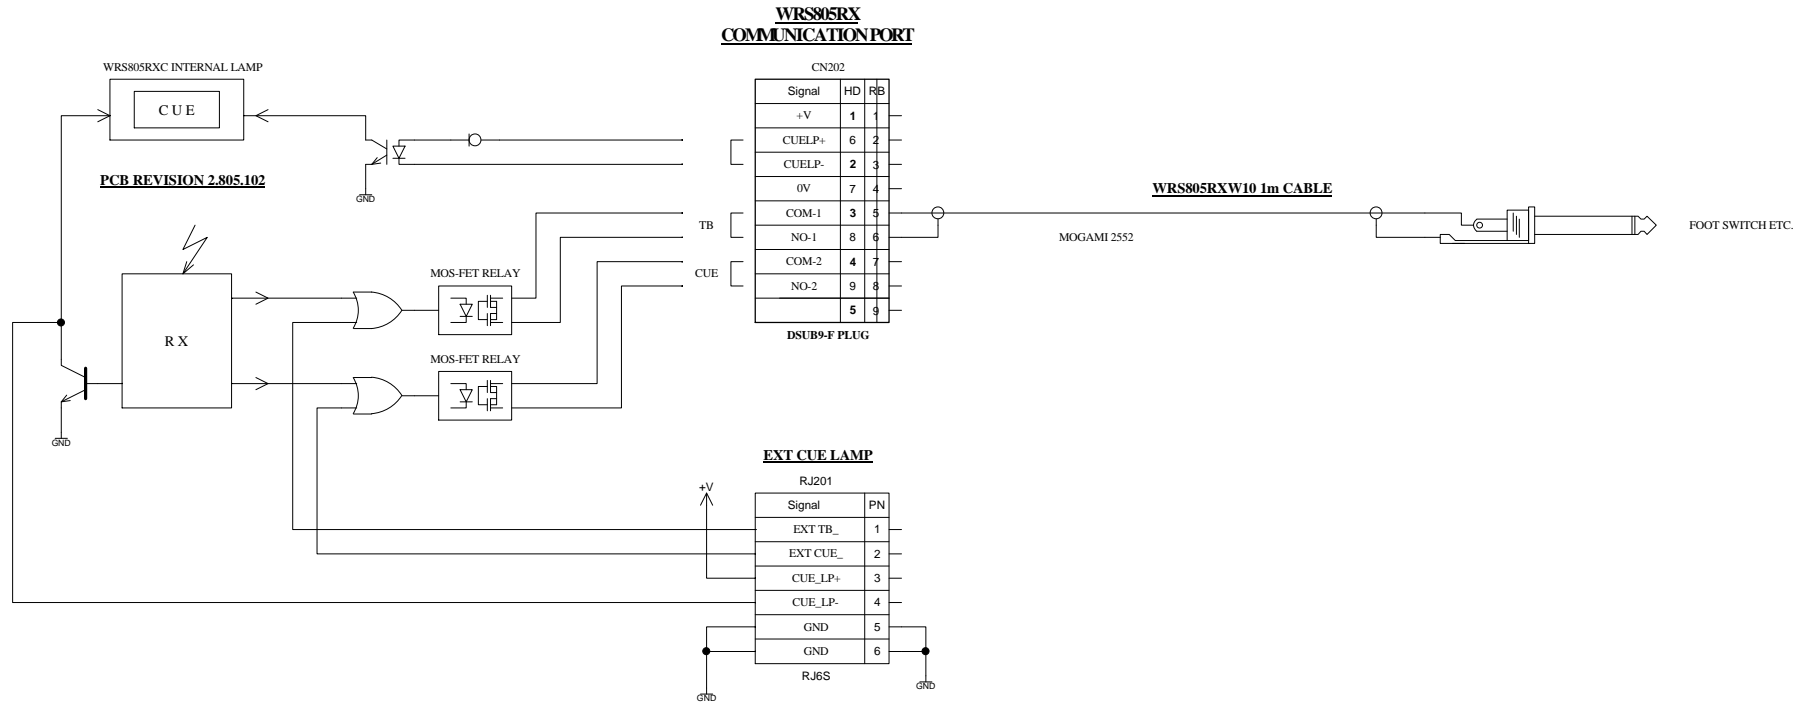 WRS805RX
COMMUNICATION PORT
WRS805RXC INTERNAL LAMP
CUE
PCB REVISION 2.805.102
GND
CN202
Signal HD RB
+V 1 1
CUELP+ 6 2
CUELP- 2 3
0V 7 4
COM-1 3 5
NO-1 8 6
COM-2 4 7
NO-2 9 8
5 9
DSUB9-F PLUG
TB
CUE
WRS805RXW10 1m CABLE
MOGAMI 2552
FOOT SWITCH ETC.
RX
MOS-FET RELAY
MOS-FET RELAY
GND
EXT CUE LAMP
RJ201
+V
Signal PN
EXT TB_ 1
EXT CUE_ 2
CUE_LP+ 3
CUE_LP- 4
GND 5
GND 6
RJ6S
GND
GND